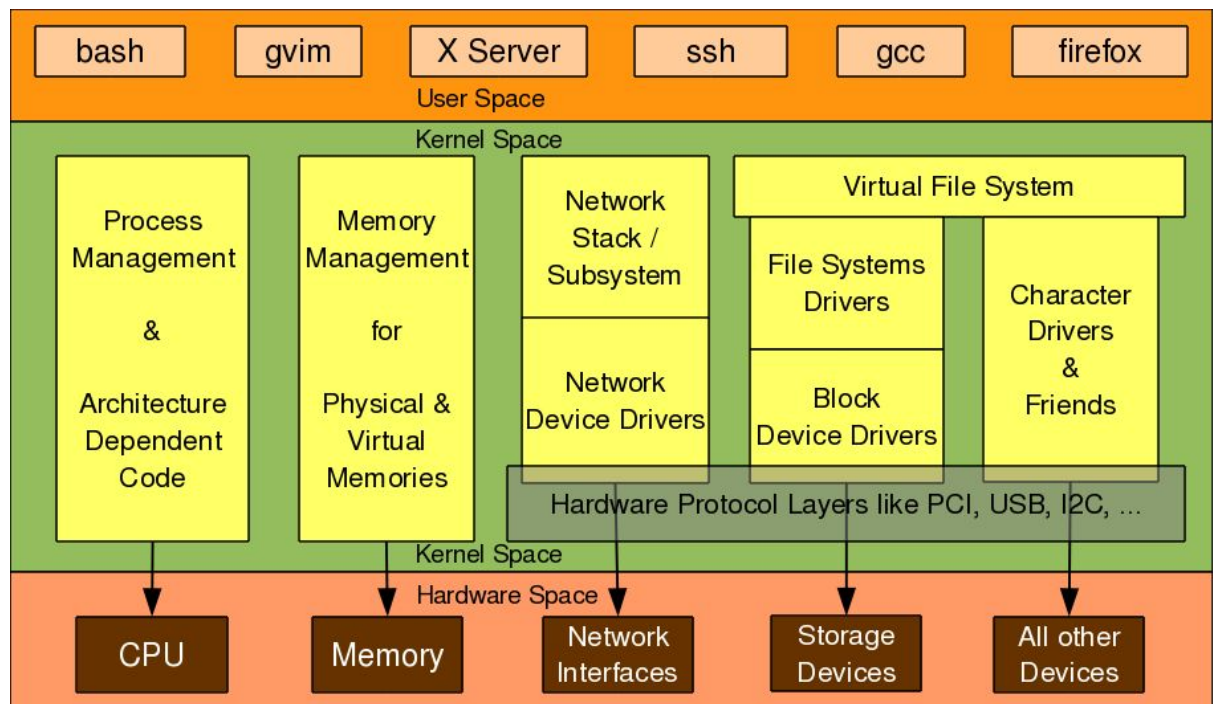 bash
gvim
X Server
ssh
gcc
firefox
User Space
Kernel Space
Process
Management
&
Architecture
Dependent
Code
Memory
Management
for
Physical &
Virtual
Memories
Network
Stack /
Subsystem
Network
Device Drivers
Virtual File System
File Systems
Drivers
Block
Device Drivers
Character
Drivers
&
Friends
Hardware Protocol Layers like PCI, USB, I2C, ...
Kernel Space
Hardware Space
CPU
Memory
Network
Interfaces
Storage
Devices
All other
Devices